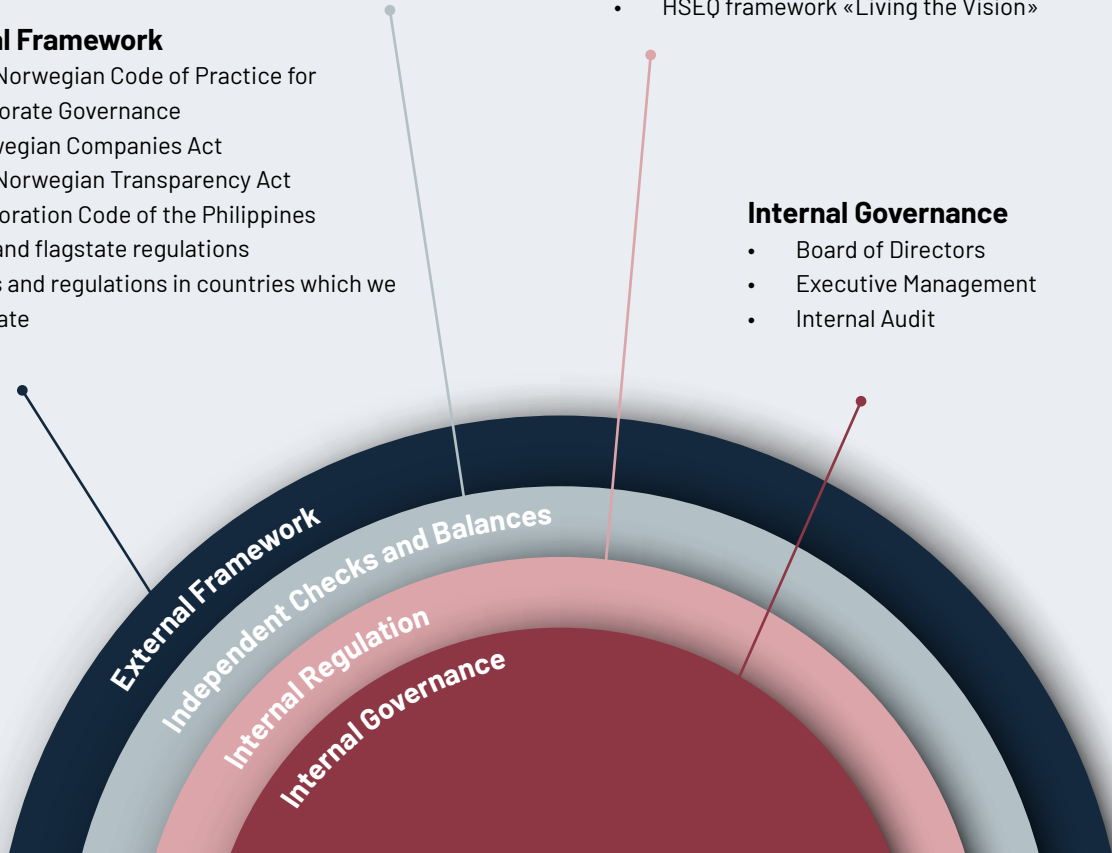 • HSEQ framework «Living the Vision»
al Framework
Norwegian Code of Practice for
orate Governance
wegian Companies Act
Norwegian Transparency Act
oration Code of the Philippines
and flagstate regulations
s and regulations in countries which we
ate
Internal Governance
• Board of Directors
• Executive Management
• Internal Audit
External Framework
Independent Checks and Balances
Internal Regulation
Internal Governance